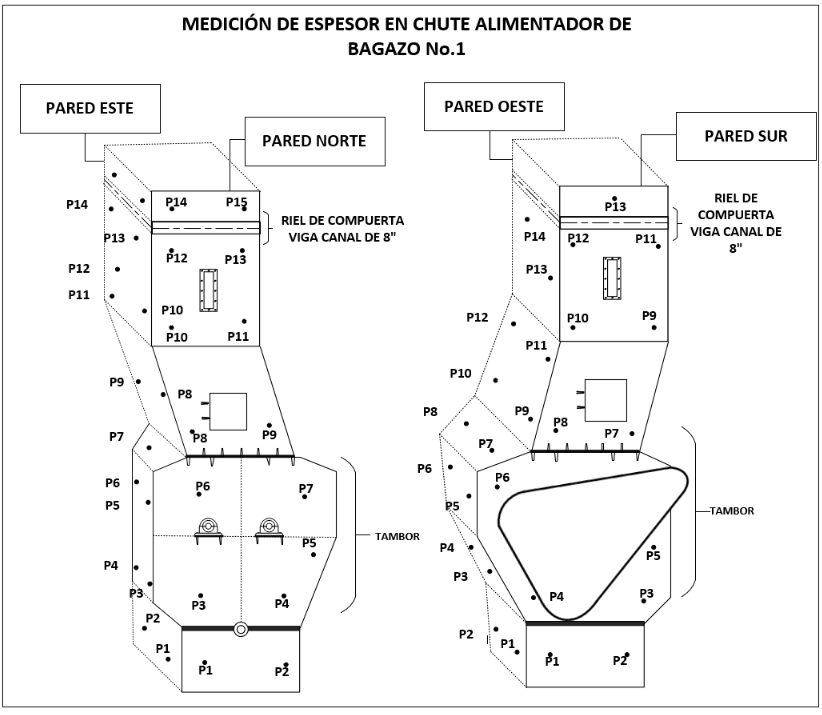 MEDICIÓN DE ESPESOR EN CHUTE ALIMENTADOR DE
BAGAZO No.1
PARED ESTE
PARED NORTE
P14
P14
P15
RIEL DE COMPUERTA
VIGA CANAL DE 8"
P13
P12
P13
P12
P11
P10
P10
P11
P9
P8
P8
P9
P7
P6
P6
P7
P5
P5
TAMBOR
P4
P3
P3
P4
P2
P1
P1
P2
PARED OESTE
PARED SUR
P13
RIEL DE
COMPUERTA
VIGA CANAL DE
8"
P14
P12
P11
P13
P12
P10
P9
P11
P10
P9
P8
P8
P7
P7
P6
P6
P5
TAMBOR
P4
P5
P3
P4
P3
P2
P1
P1
P2